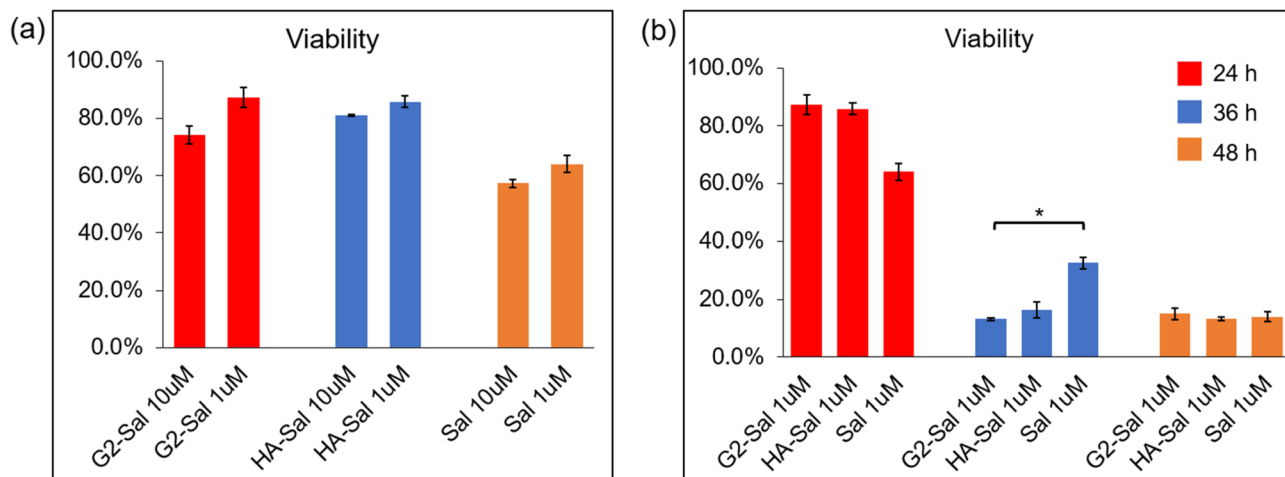 (a)
Viability
100.0%
80.0%
60.0%
40.0%
20.0%
0.0%
G2-Sal 10uM
G2-Sal 1uM
HA-Sal 10uM
HA-Sal 1uM
Sal 10uM
Sal 1uM
(b)
Viability
100.0%
80.0%
60.0%
40.0%
20.0%
0.0%
24 h
36 h
48 h
*
G2-Sal 1uM
HA-Sal 1uM
Sal 1uM
G2-Sal 1uM
HA-Sal 1uM
Sal 1uM
G2-Sal 1uM
HA-Sal 1uM
Sal 1uM